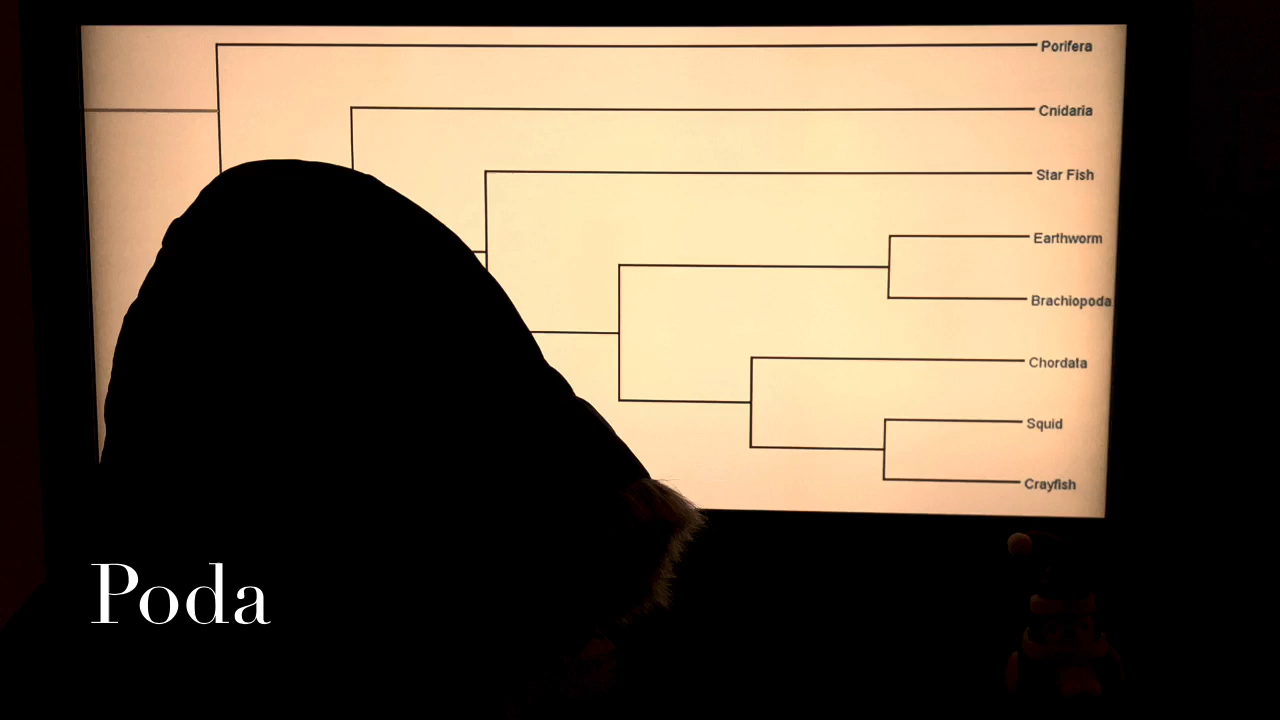 Porifera
Cnidaria
Star Fish
Earthworm
Brachiopoda
Chordata
Squid
Crayfish
Poda